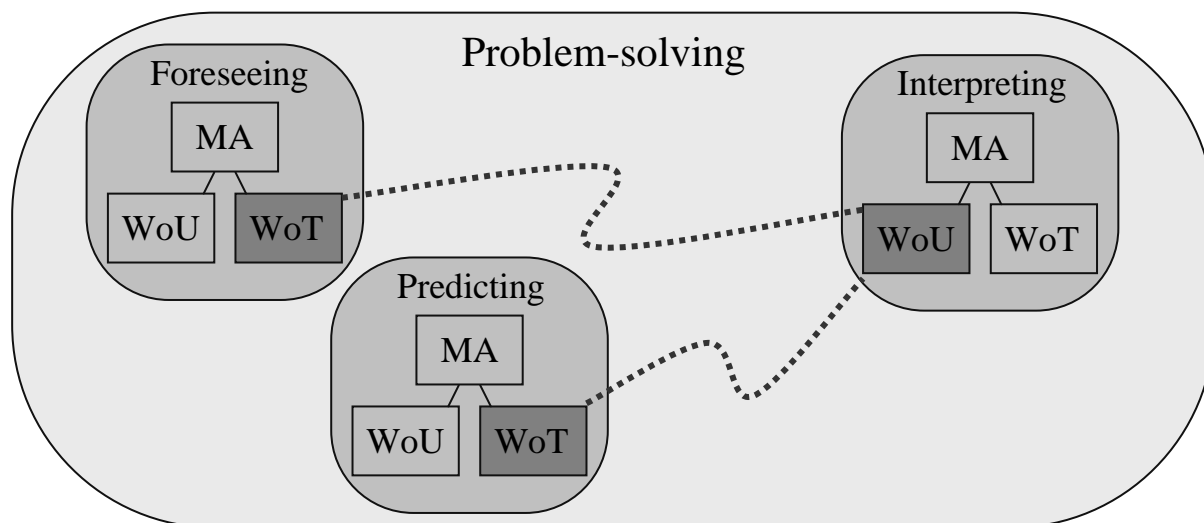 Problem-solving
Foreseeing
MA
WoU WoT
Interpreting
MA
WoU WoT
Predicting
MA
WoU WoT